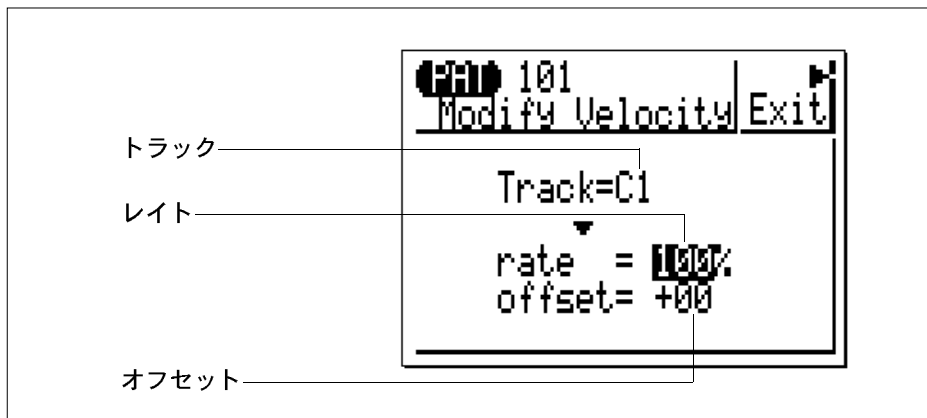 PAT 101
Modify Velocity Exit
トラック
Track=C1
レイト
rate = 100%
offset= +00
オフセット